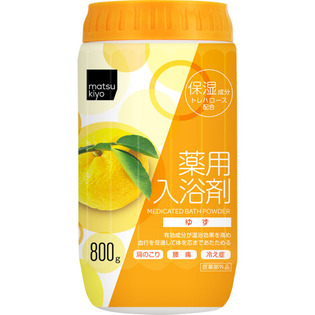 matsu
kiyo
保湿成分
トレハロース
配合
薬用
入浴剤
MEDICATED BATH POWDER
ゆず
有効成分が温浴効果を高め
血行を促進して体を芯まであたためる
肩のこり 腰痛 冷え症
800g
医薬部外品